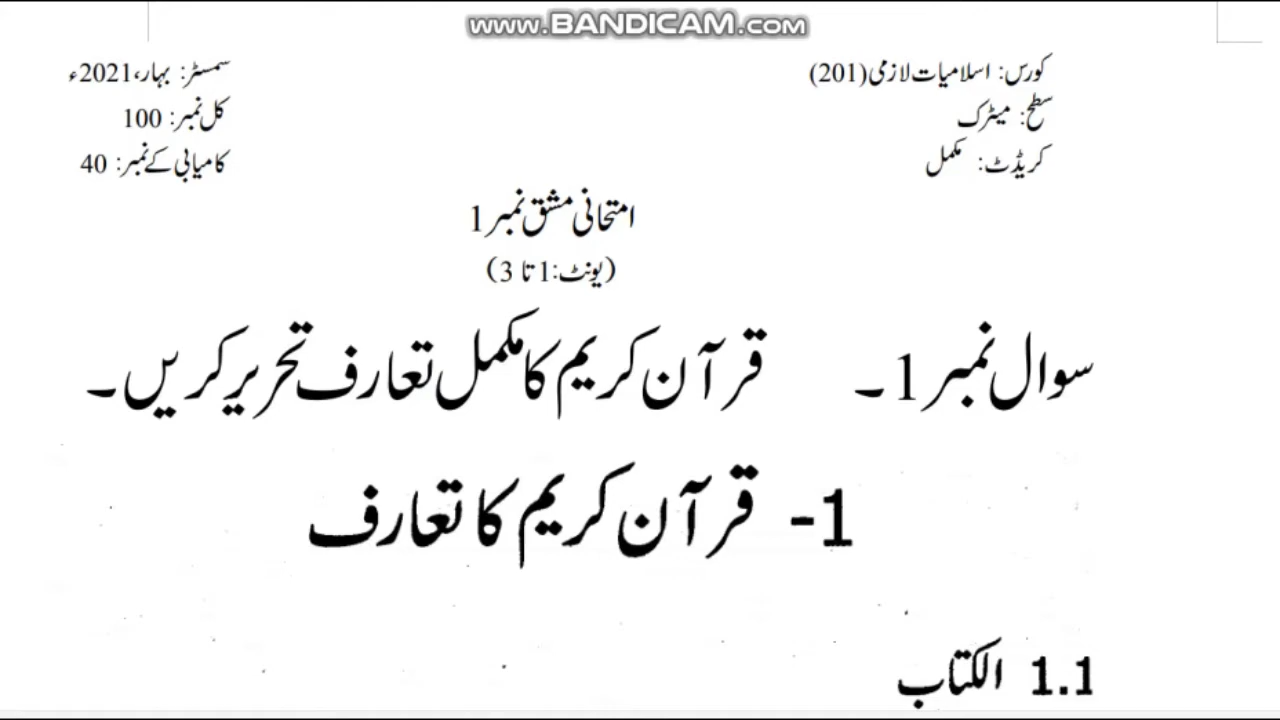 www.BANDICAM.com
کورس: اسلامیات لازمی (201)
سمسٹر: بہار، 2021ء
سطح: میٹرک
کل نمبر: 100
کریڈٹ: مکمل
کامیابی کے نمبر: 40
امتحانی مشق نمبر 1
(یونٹ: 1 تا 3)
سوال نمبر 1۔ قرآن کریم کا مکمل تعارف تحریر کریں۔
1- قرآن کریم کا تعارف
1.1 الکتاب